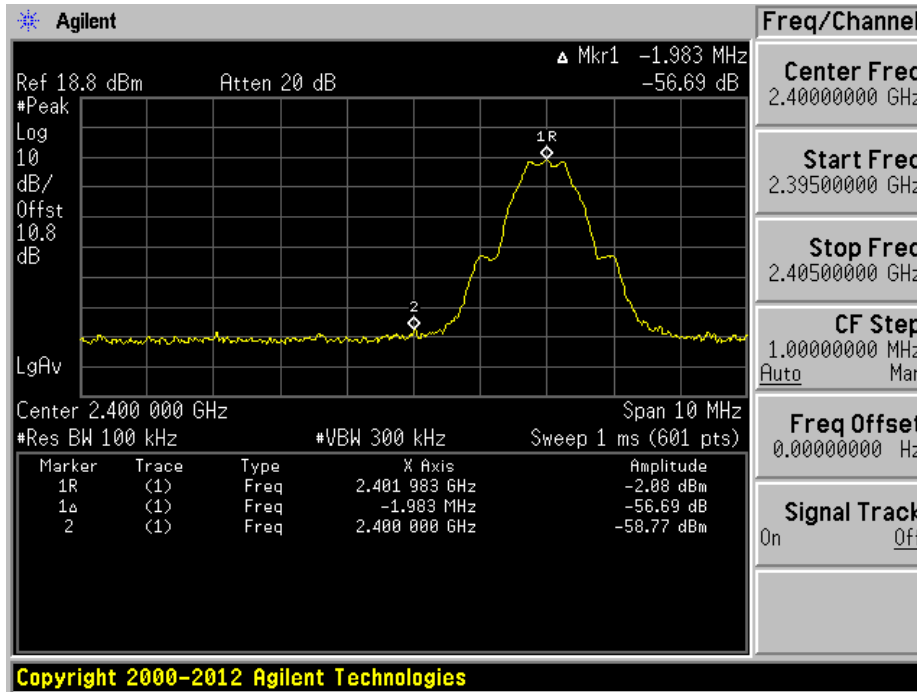 Agilent
Freq/Channel
Δ Mkr1 -1.983 MHz
Ref 18.8 dBm Atten 20 dB -56.69 dB
#Peak
Log
10
dB/
Offset
10.8
dB
LgAv
1R
2
Center 2.400 000 GHz Span 10 MHz
#Res BW 100 kHz #VBW 300 kHz Sweep 1 ms (601 pts)
Marker Trace Type X Axis Amplitude
1R (1) Freq 2.401 983 GHz -2.08 dBm
1Δ (1) Freq -1.983 MHz -56.69 dB
2 (1) Freq 2.400 000 GHz -58.77 dBm
Center Freq
2.40000000 GHz
Start Freq
2.39500000 GHz
Stop Freq
2.40500000 GHz
CF Step
1.00000000 MHz
Auto Man
Freq Offset
0.00000000 Hz
Signal Track
On Off
Copyright 2000-2012 Agilent Technologies